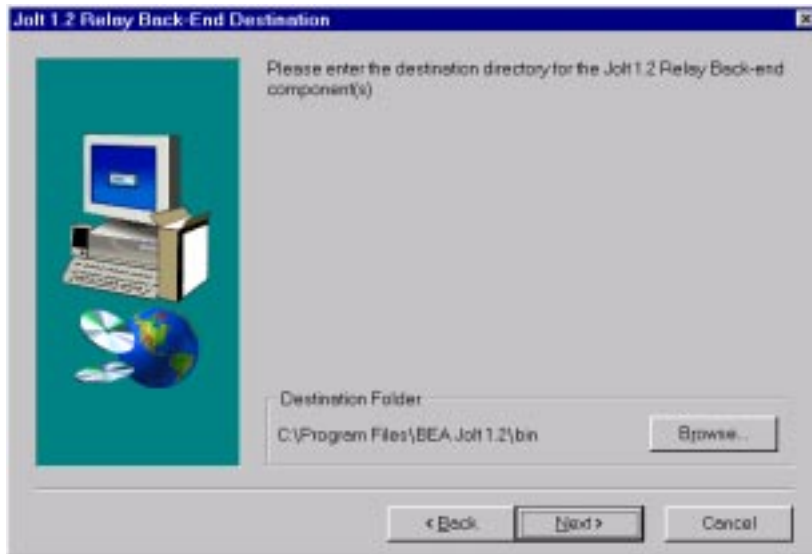 Jolt 1.2 Relay Back-End Destination
Please enter the destination directory for the Jolt 1.2 Relay Back-end
component(s)
Destination Folder
C:\Program Files\BEA Jolt 1.2\bin
Browse...
< Back
Next >
Cancel